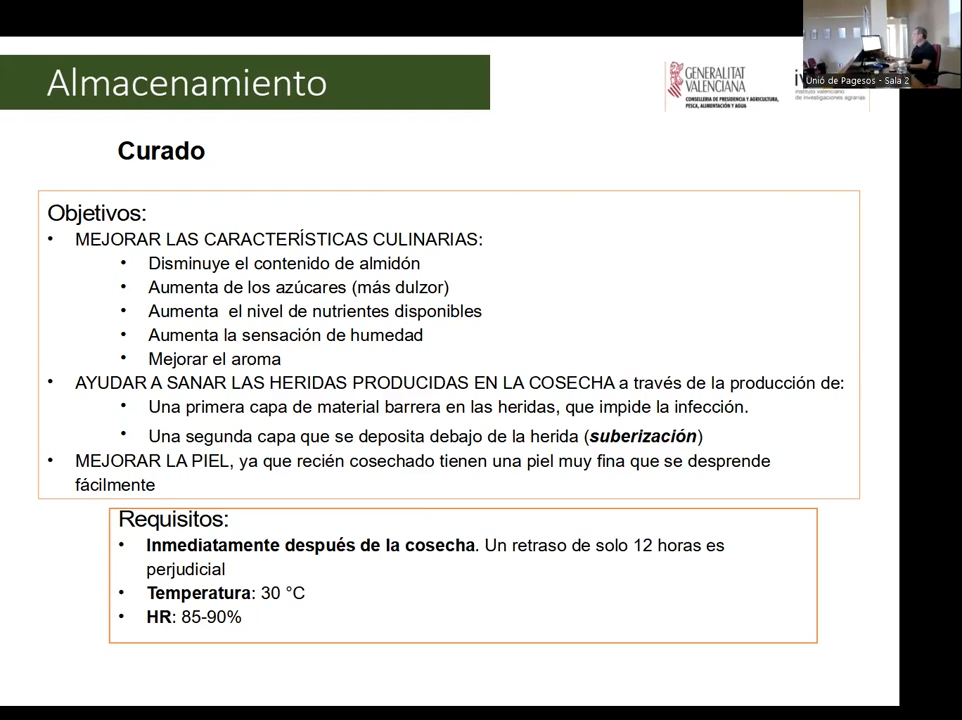 Almacenamiento
GENERALITAT
VALENCIANA
CONSELLERIA DE PRESIDENCIA Y AGRICULTURA,
PESCA, ALIMENTACIÓN Y AGUA
Unió de Pagesos - Sala 2
instituto valenciano
de investigaciones agrarias
Curado
Objetivos:
• MEJORAR LAS CARACTERÍSTICAS CULINARIAS:
• Disminuye el contenido de almidón
• Aumenta de los azúcares (más dulzor)
• Aumenta el nivel de nutrientes disponibles
• Aumenta la sensación de humedad
• Mejorar el aroma
• AYUDAR A SANAR LAS HERIDAS PRODUCIDAS EN LA COSECHA a través de la producción de:
• Una primera capa de material barrera en las heridas, que impide la infección.
• Una segunda capa que se deposita debajo de la herida (suberización)
• MEJORAR LA PIEL, ya que recién cosechado tienen una piel muy fina que se desprende
fácilmente
Requisitos:
• Inmediatamente después de la cosecha. Un retraso de solo 12 horas es
perjudicial
• Temperatura: 30 °C
• HR: 85-90%